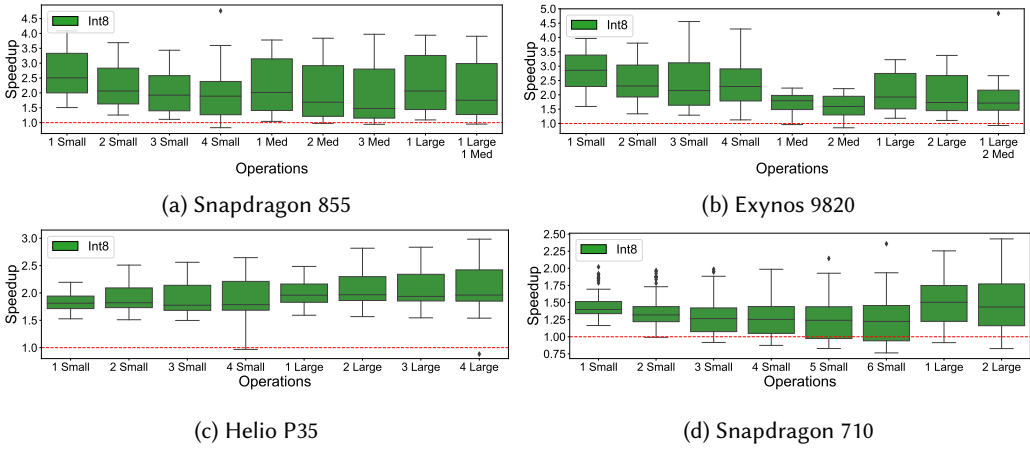 Int8
Speedup
4.5
4.0
3.5
3.0
2.5
2.0
1.5
1.0
1 Small 2 Small 3 Small 4 Small 1 Med 2 Med 3 Med 1 Large 1 Large
1 Med
Operations
(a) Snapdragon 855
Int8
Speedup
5.0
4.5
4.0
3.5
3.0
2.5
2.0
1.5
1.0
1 Small 2 Small 3 Small 4 Small 1 Med 2 Med 1 Large 2 Large 1 Large
2 Med
Operations
(b) Exynos 9820
Int8
Speedup
3.0
2.5
2.0
1.5
1.0
1 Small 2 Small 3 Small 4 Small 1 Large 2 Large 3 Large 4 Large
Operations
(c) Helio P35
Int8
Speedup
2.50
2.25
2.00
1.75
1.50
1.25
1.00
0.75
1 Small 2 Small 3 Small 4 Small 5 Small 6 Small 1 Large 2 Large
Operations
(d) Snapdragon 710